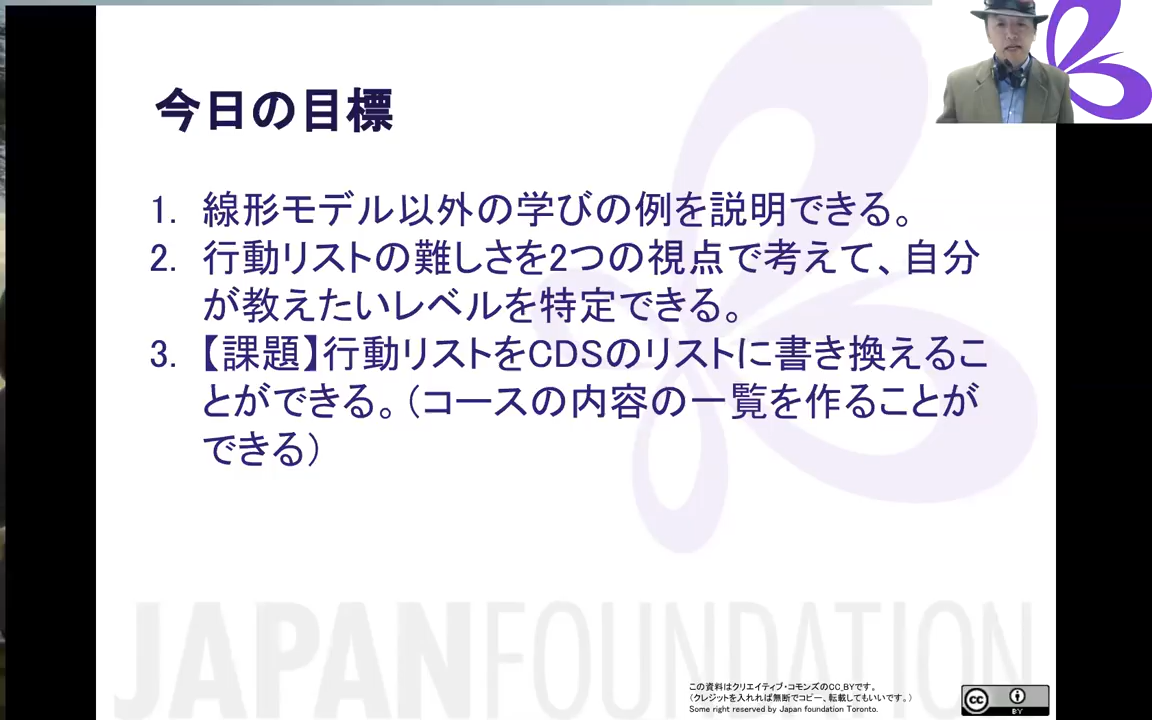 今日の目標
1. 線形モデル以外の学びの例を説明できる。
2. 行動リストの難しさを2つの視点で考えて、自分
が教えたいレベルを特定できる。
3. 【課題】行動リストをCDSのリストに書き換えるこ
とができる。(コースの内容の一覧を作ることが
できる)
JAPANFOUNDATION
この資料はクリエイティブ・コモンズのCC_BYです。
(クレジットを入れれば無断でコピー、転載してもいいです。)
Some right reserved by Japan foundation Toronto.
cc
BY